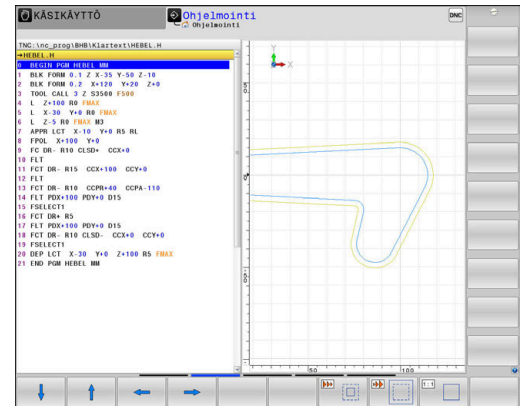 KÄSIKÄYTTÖ
Ohjelmointi
Ohjelmointi
DNC
TNC:\nc_prog\BHB\Klartext\HEBEL.H
→HEBEL.H
0 BEGIN PGM HEBEL MM
1 BLK FORM 0.1 Z X-35 Y-50 Z-10
2 BLK FORM 0.2 X+120 Y+20 Z+0
3 TOOL CALL 3 Z S3500 F500
4 L Z+100 R0 FMAX
5 L X-30 Y+0 R0 FMAX
6 L Z-5 R0 FMAX M3
7 APPR LCT X-10 Y+0 R5 RL
8 FPOL X+100 Y+0
9 FC DR- R10 CLSD+ CCX+0
10 FLT
11 FCT DR- R15 CCX+100 CCY+0
12 FLT
13 FCT DR- R10 CCPR+40 CCPA-110
14 FLT PDX+100 PDY+0 D15
15 FSELECT1
16 FCT DR+ R5
17 FLT PDX+100 PDY+0 D15
18 FCT DR- R10 CLSD- CCX+0 CCY+0
19 FSELECT1
20 DEP LCT X-30 Y+0 Z+100 R5 FMAX
21 END PGM HEBEL MM
Y
X
50
0
-50
50
100
1:1